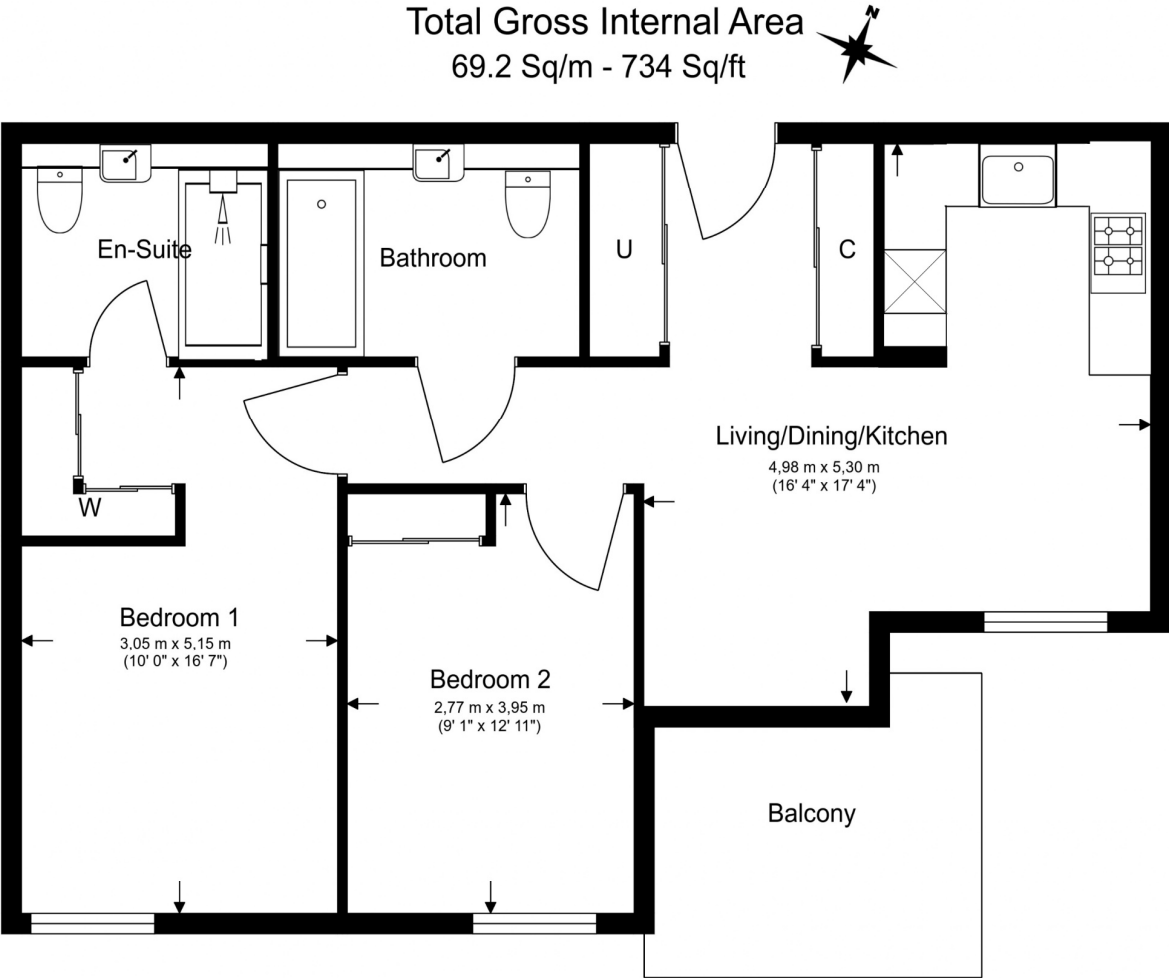 Total Gross Internal Area
69.2 Sq/m - 734 Sq/ft
N
En-Suite
Bathroom
U
C
Living/Dining/Kitchen
4,98 m x 5,30 m
(16' 4" x 17' 4")
W
Bedroom 1
3,05 m x 5,15 m
(10' 0" x 16' 7")
Bedroom 2
2,77 m x 3,95 m
(9' 1" x 12' 11")
Balcony